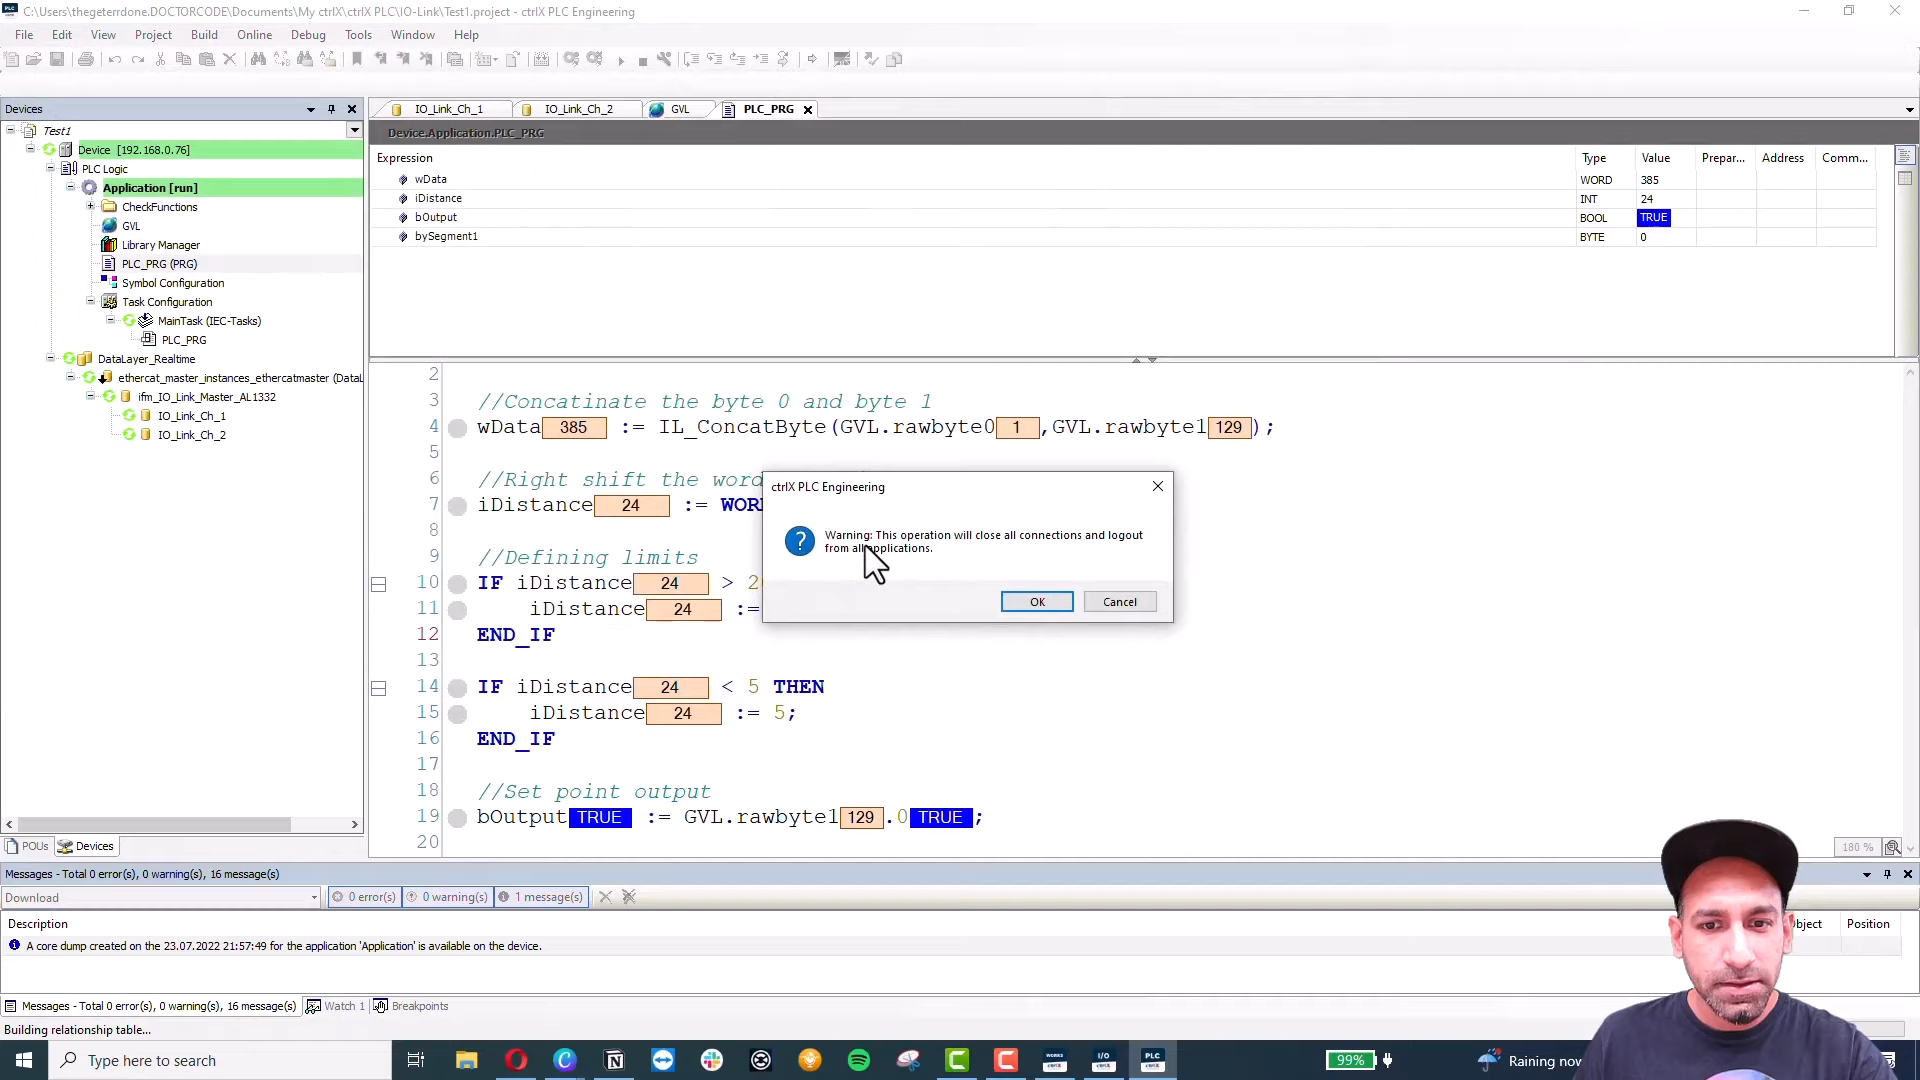 C:\Users\thegeterrdone.DOCTORCODE\Documents\My ctrlX\ctrlX PLC\IO-Link\Test1.project - ctrlX PLC Engineering
File Edit View Project Build Online Debug Tools Window Help
Devices
Test1
Device [192.168.0.76]
PLC Logic
Application [run]
CheckFunctions
GVL
Library Manager
PLC_PRG (PRG)
Symbol Configuration
Task Configuration
MainTask (IEC-Tasks)
PLC_PRG
DataLayer_Realtime
ethercat_master_instances_ethercatmaster (DataL
ifm_IO_Link_Master_AL1332
IO_Link_Ch_1
IO_Link_Ch_2
POUs Devices
IO_Link_Ch_1 IO_Link_Ch_2 GVL PLC_PRG
Device.Application.PLC_PRG
Expression Type Value Prepar... Address Comm...
wData WORD 385
iDistance INT 24
bOutput BOOL TRUE
bySegment1 BYTE 0
2
3 //Concatinate the byte 0 and byte 1
4 wData 385 := IL_ConcatByte(GVL.rawbyte0 1 ,GVL.rawbyte1 129 );
5
6 //Right shift the word
7 iDistance 24 := WOR
8
9 //Defining limits
10 IF iDistance 24 > 2
11 iDistance 24 :=
12 END_IF
13
14 IF iDistance 24 < 5 THEN
15 iDistance 24 := 5;
16 END_IF
17
18 //Set point output
19 bOutput TRUE := GVL.rawbyte1 129 .0 TRUE ;
20
180 %
ctrlX PLC Engineering
Warning: This operation will close all connections and logout
from all applications.
OK Cancel
Messages - Total 0 error(s), 0 warning(s), 16 message(s)
Download 0 error(s) 0 warning(s) 1 message(s)
Description Object Position
A core dump created on the 23.07.2022 21:57:49 for the application 'Application' is available on the device.
Messages - Total 0 error(s), 0 warning(s), 16 message(s) Watch 1 Breakpoints
Building relationship table...
Type here to search
WORKS
I/O
PLC
99%
Raining now